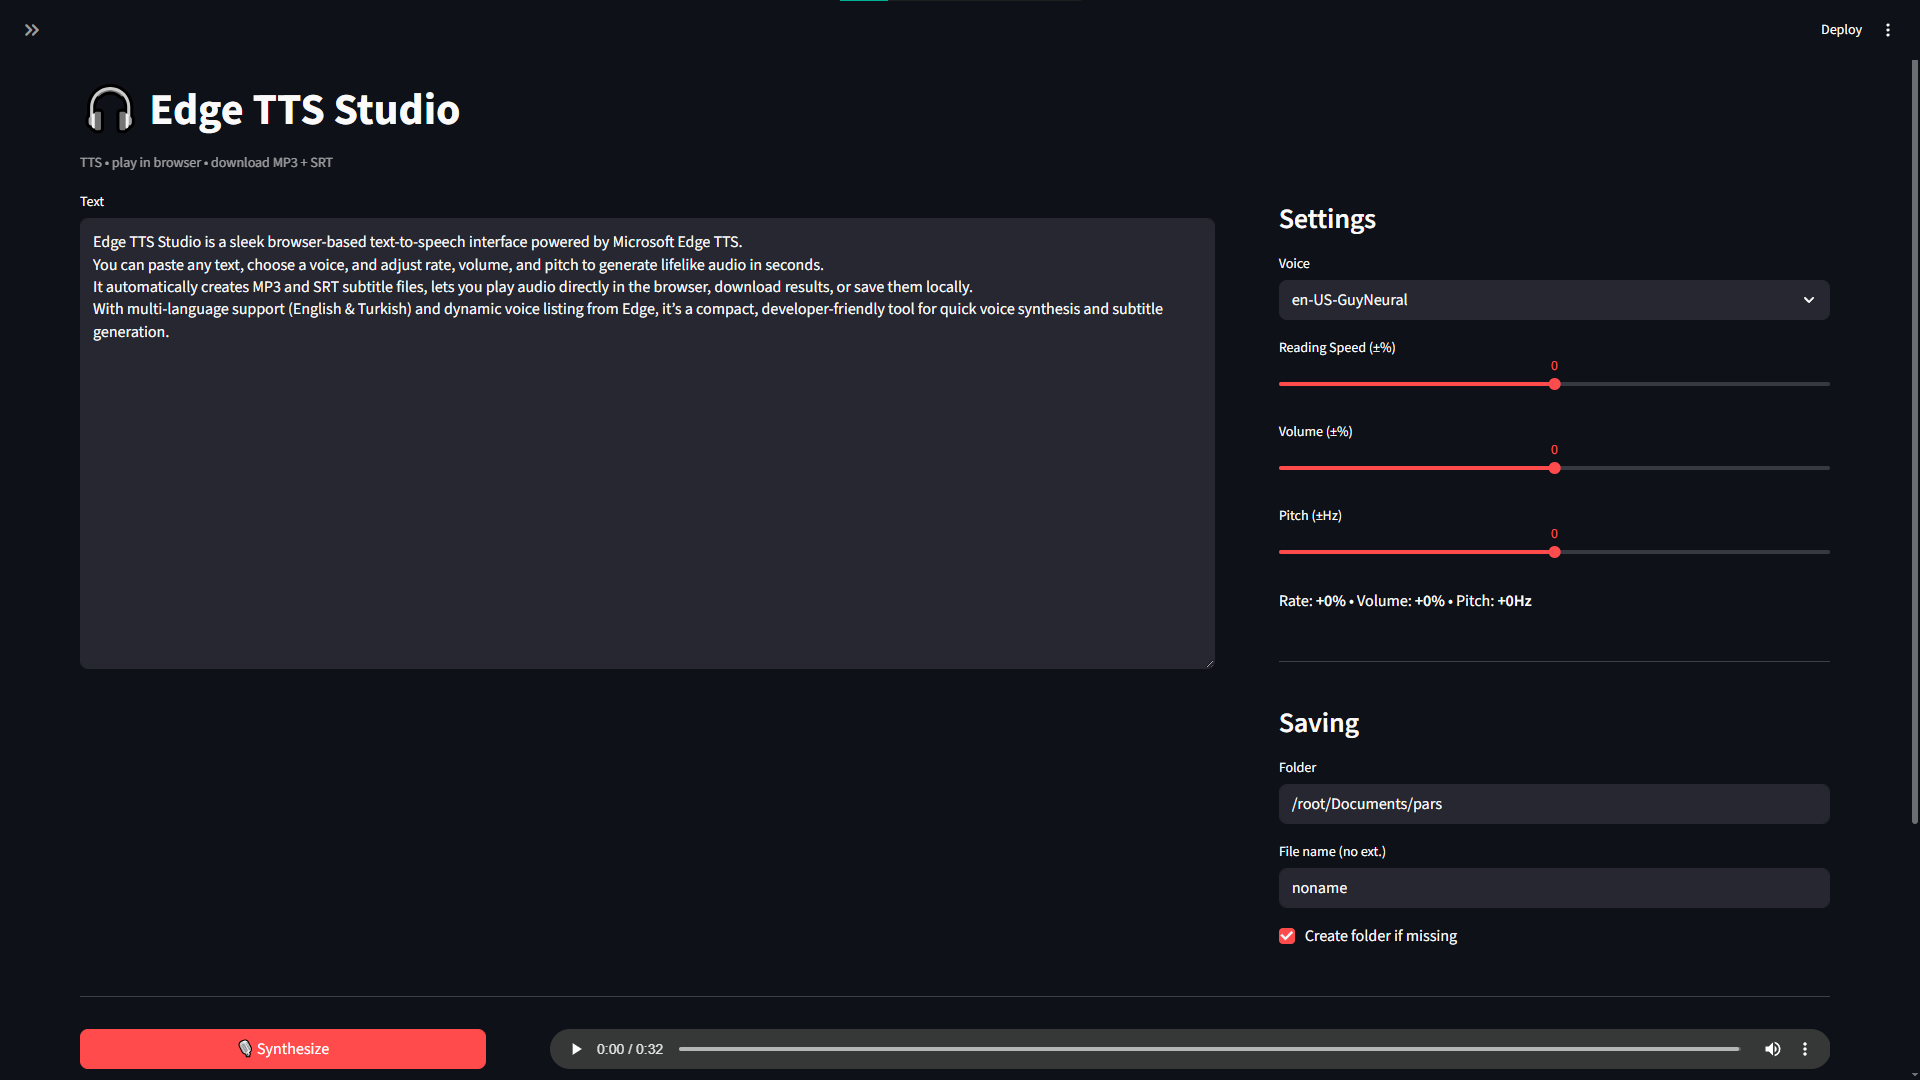 Deploy
Edge TTS Studio
TTS • play in browser • download MP3 + SRT
Text
Edge TTS Studio is a sleek browser-based text-to-speech interface powered by Microsoft Edge TTS.
You can paste any text, choose a voice, and adjust rate, volume, and pitch to generate lifelike audio in seconds.
It automatically creates MP3 and SRT subtitle files, lets you play audio directly in the browser, download results, or save them locally.
With multi-language support (English & Turkish) and dynamic voice listing from Edge, it’s a compact, developer-friendly tool for quick voice synthesis and subtitle
generation.
Settings
Voice
en-US-GuyNeural
Reading Speed (±%)
0
Volume (±%)
0
Pitch (±Hz)
0
Rate: +0% • Volume: +0% • Pitch: +0Hz
Saving
Folder
/root/Documents/pars
File name (no ext.)
noname
Create folder if missing
Synthesize
0:00 / 0:32